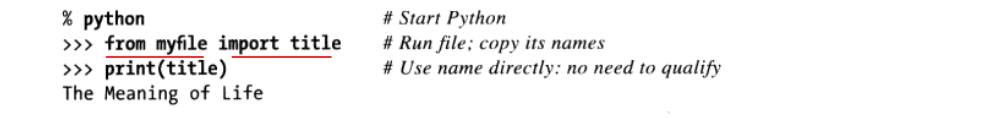 % python # Start Python
>>> from myfile import title # Run file; copy its names
>>> print(title) # Use name directly: no need to qualify
The Meaning of Life